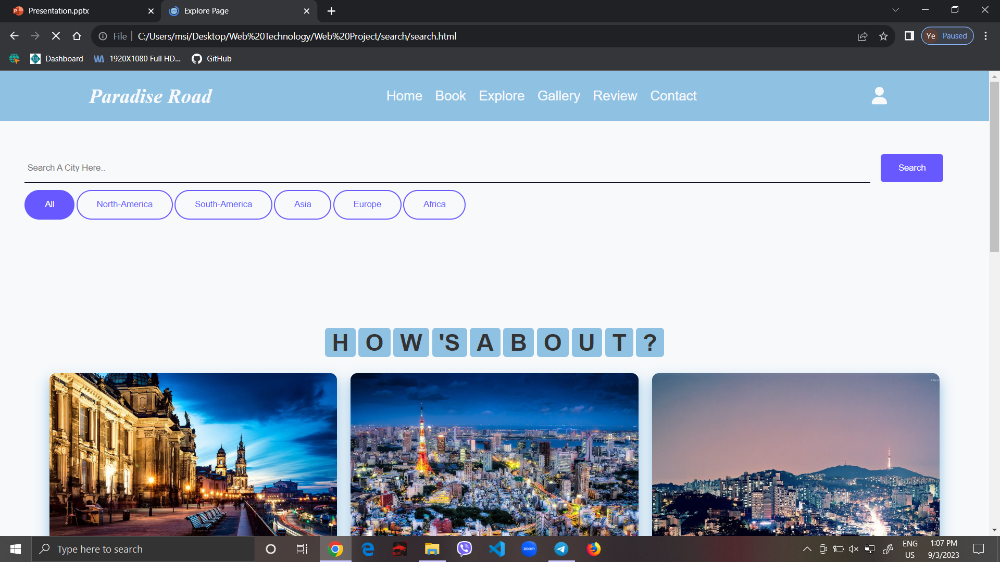 Presentation.pptx
Explore Page
File
C:/Users/msi/Desktop/Web%20Technology/Web%20Project/search/search.html
Ye Paused
Dashboard
1920X1080 Full HD...
GitHub
Paradise Road
Home Book Explore Gallery Review Contact
Search A City Here..
Search
All North-America South-America Asia Europe Africa
HOW'SABOUT?
Type here to search
zoom
ENG
US
1:07 PM
9/3/2023